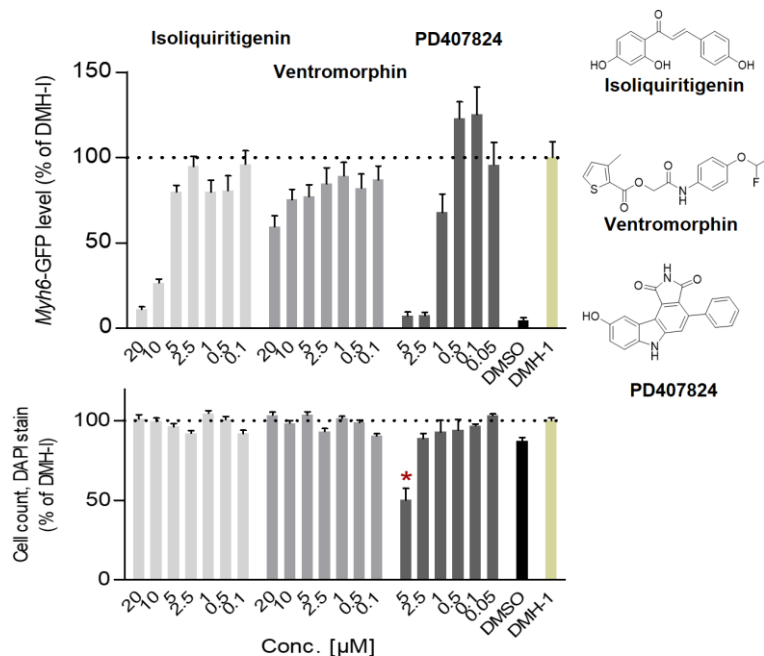 Isoliquiritigenin
PD407824
Ventromorphin
Myh6-GFP level (% of DMH-I)
150
100
50
0
20 10 5 2.5 1 0.5 0.1 20 10 5 2.5 1 0.5 0.1 5 2.5 1 0.5 0.1 0.05 DMSO DMH-1
Cell count, DAPI stain
(% of DMH-I)
100
50
0
*
20 10 5 2.5 1 0.5 0.1 20 10 5 2.5 1 0.5 0.1 5 2.5 1 0.5 0.1 0.05 DMSO DMH-1
Conc. [µM]
O
HO OH OH
Isoliquiritigenin
S O O O N H O F
Ventromorphin
H
N
O O
HO
N
H
PD407824